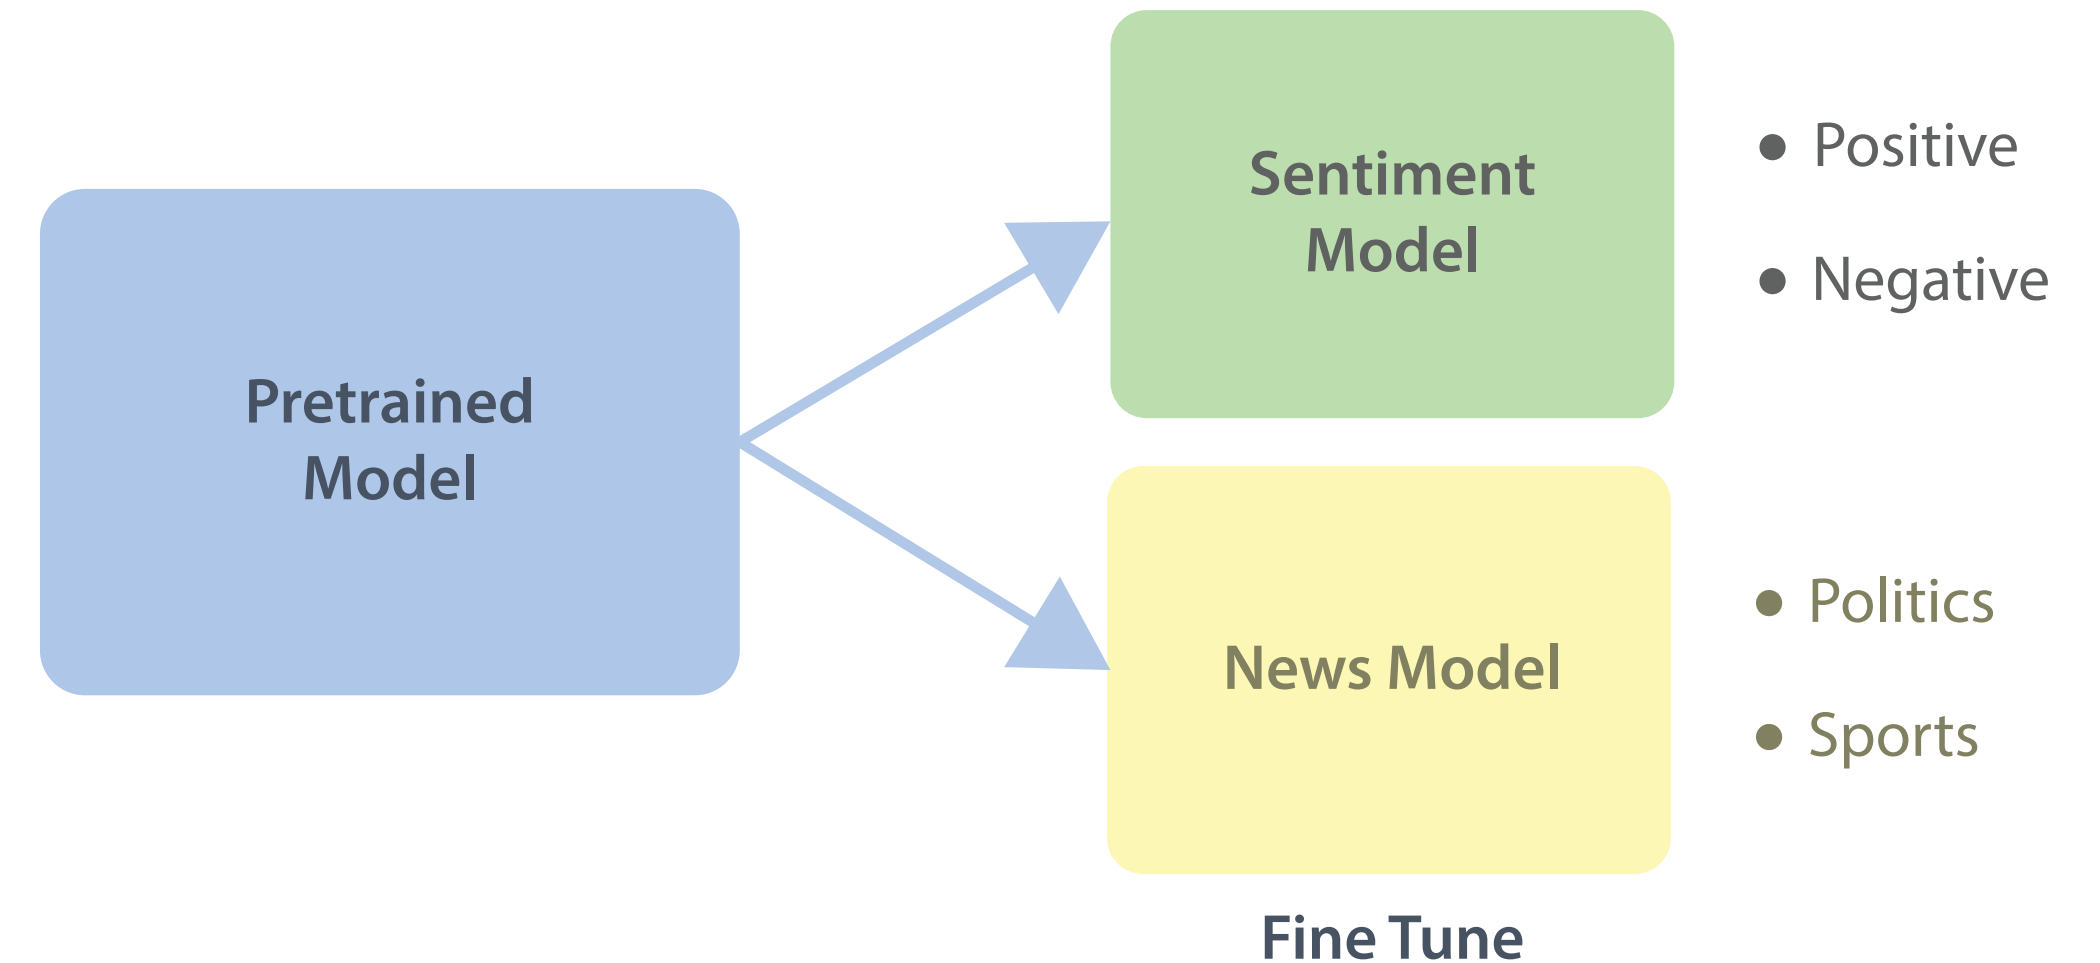 Pretrained
Model
Sentiment
Model
● Positive
● Negative
News Model
● Politics
● Sports
Fine Tune